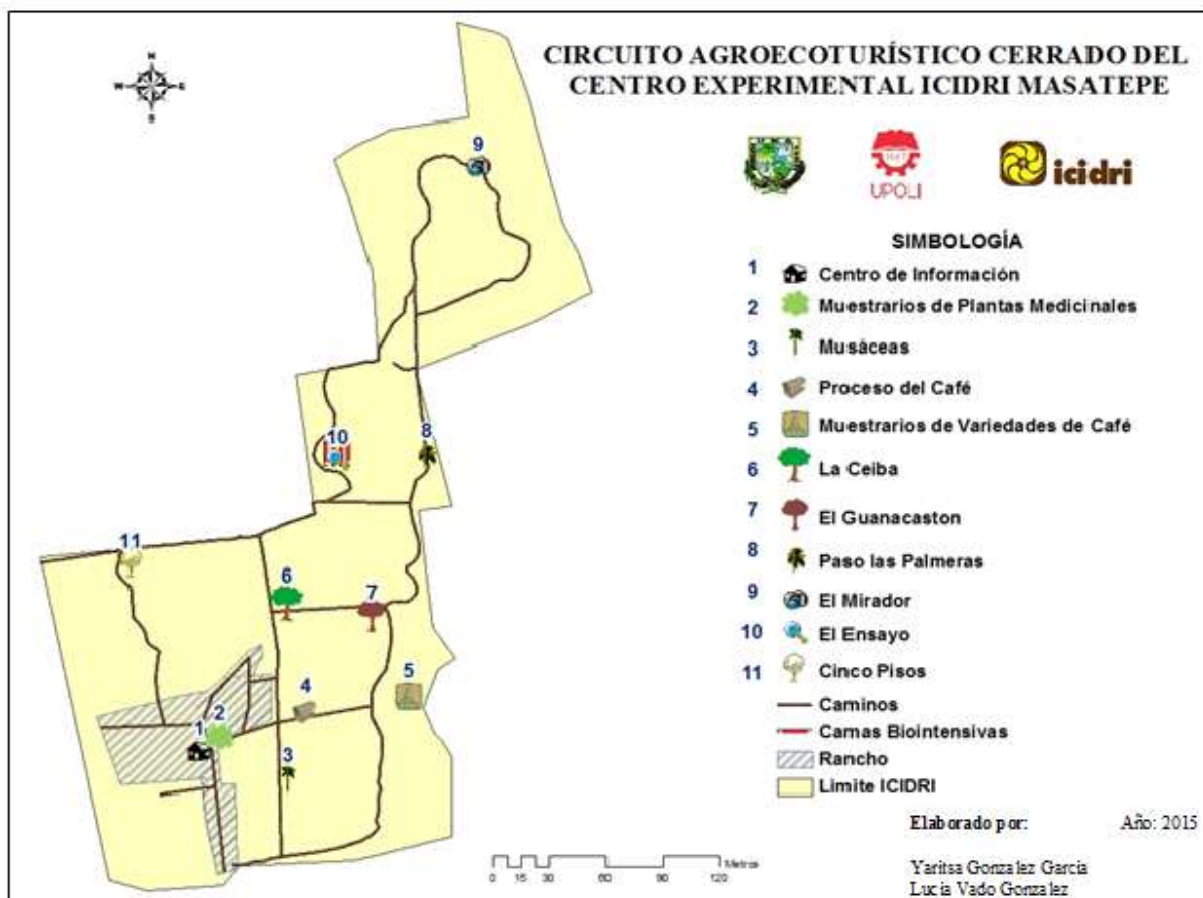 CIRCUITO AGROECOTURÍSTICO CERRADO DEL
CENTRO EXPERIMENTAL ICIDRI MASATEPE
N
W E
S
UPOLI
icidri
SIMBOLOGÍA
1 Centro de Información
2 Muestrarios de Plantas Medicinales
3 Musáceas
4 Proceso del Café
5 Muestrarios de Variedades de Café
6 La Ceiba
7 El Guanacaston
8 Paso las Palmeras
9 El Mirador
10 El Ensayo
11 Cinco Pisos
Caminos
Camas Biointensivas
Rancho
Limite ICIDRI
9
10
8
11
6
7
5
4
2
1
3
Metros
0 15 30 60 90 120
Elaborado por: Año: 2015
Yaritsa Gonzalez García
Lucía Vado Gonzalez